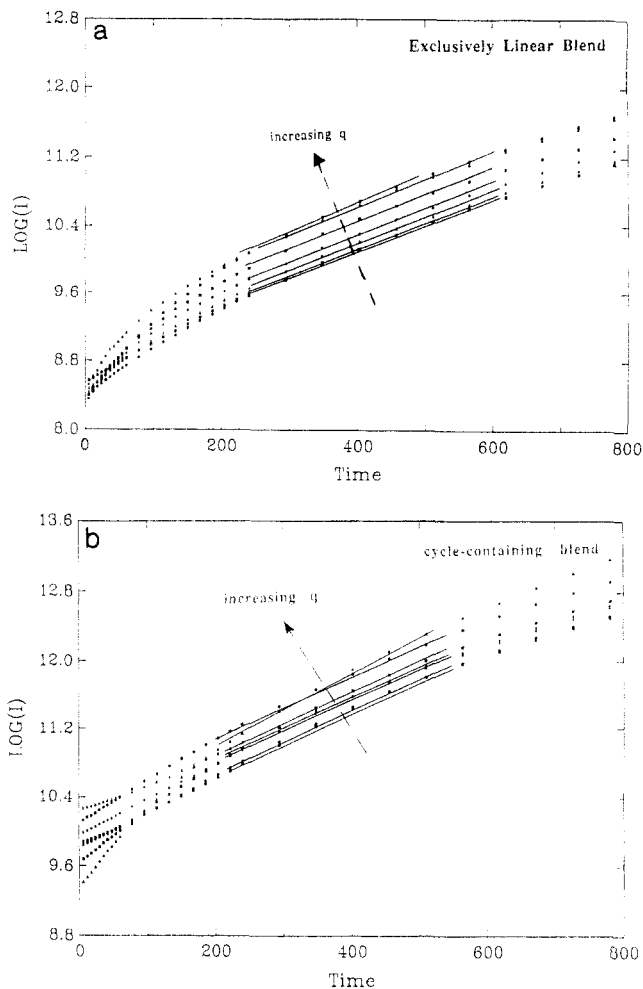 a
Exclusively Linear Blend
increasing q
LOG(I)
12.8
12.0
11.2
10.4
9.6
8.8
8.0
0
200
400
600
800
Time
b
cycle-containing blend
increasing q
LOG(I)
13.6
12.8
12.0
11.2
10.4
9.6
8.8
0
200
400
600
800
Time